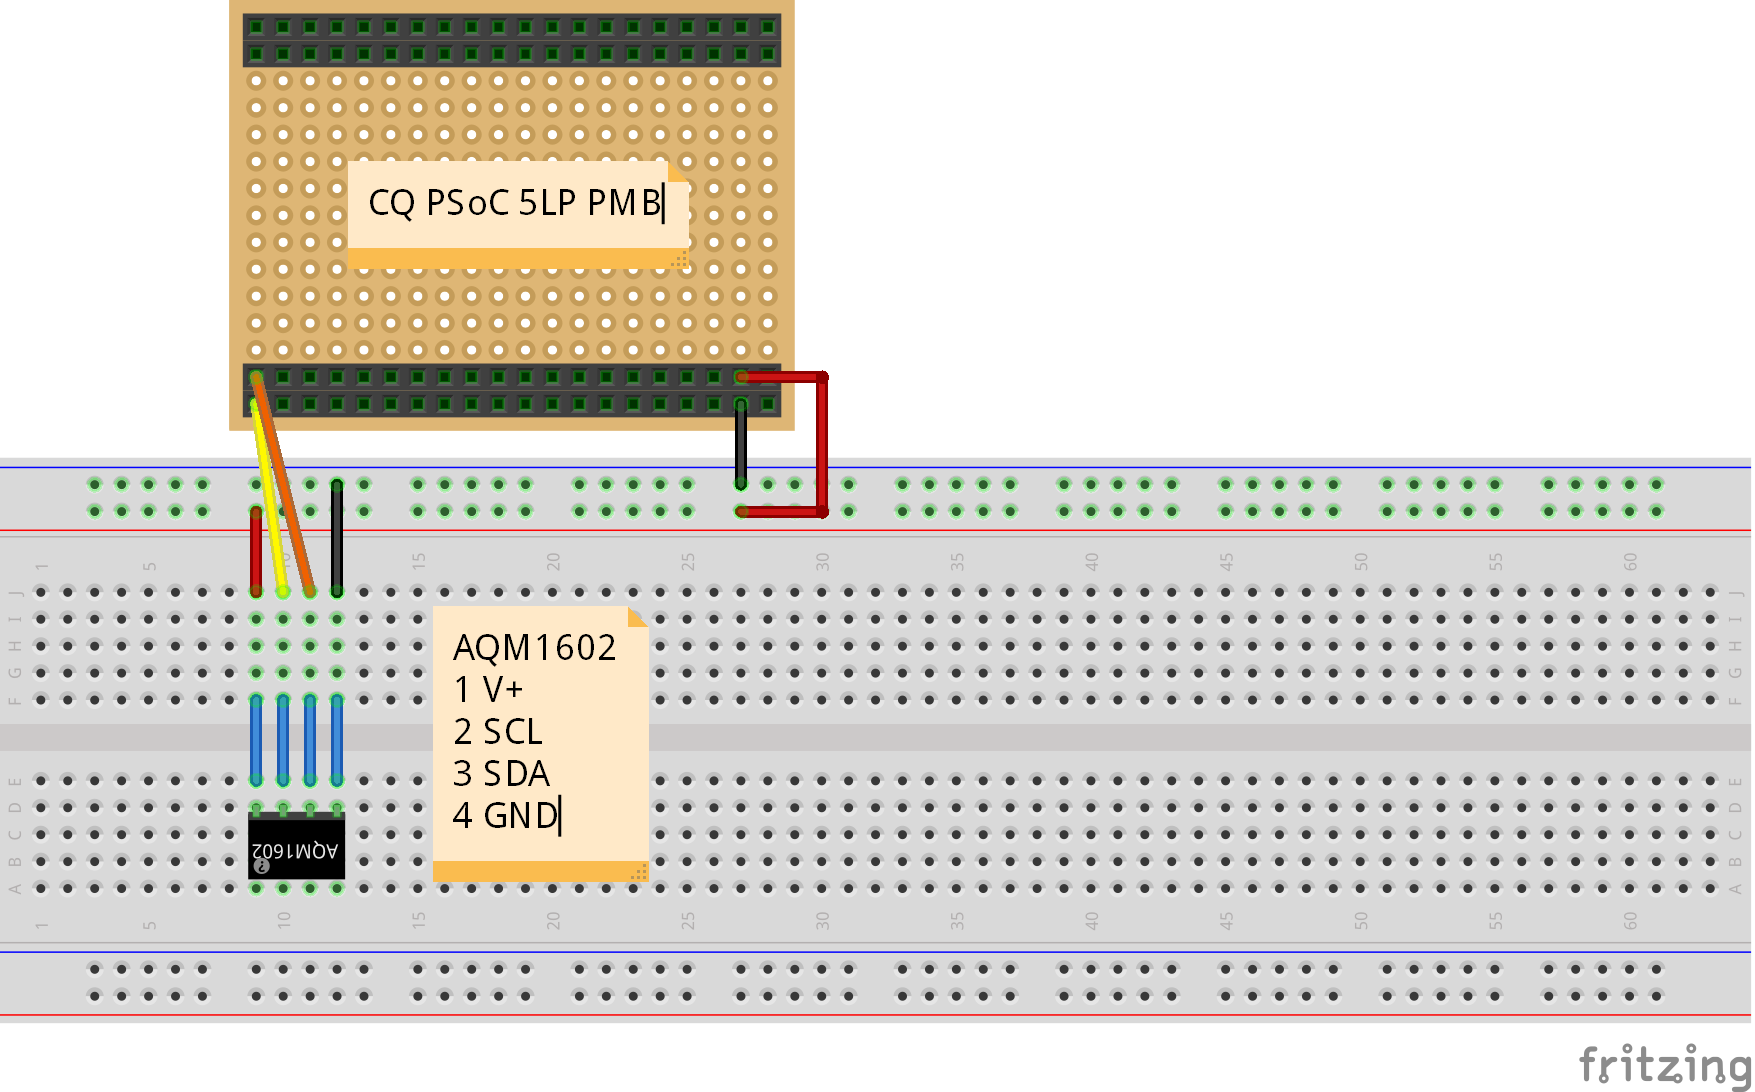 CQ PSoC 5LP PMB
1 5 10 15 20 25 30 35 40 45 50 55 60
J J
I I
H H
G G
F F
AQM1602
1 V+
2 SCL
3 SDA
4 GND
E E
D D
C C
B B
A A
AQM1602
1 5 10 15 20 25 30 35 40 45 50 55 60
fritzing